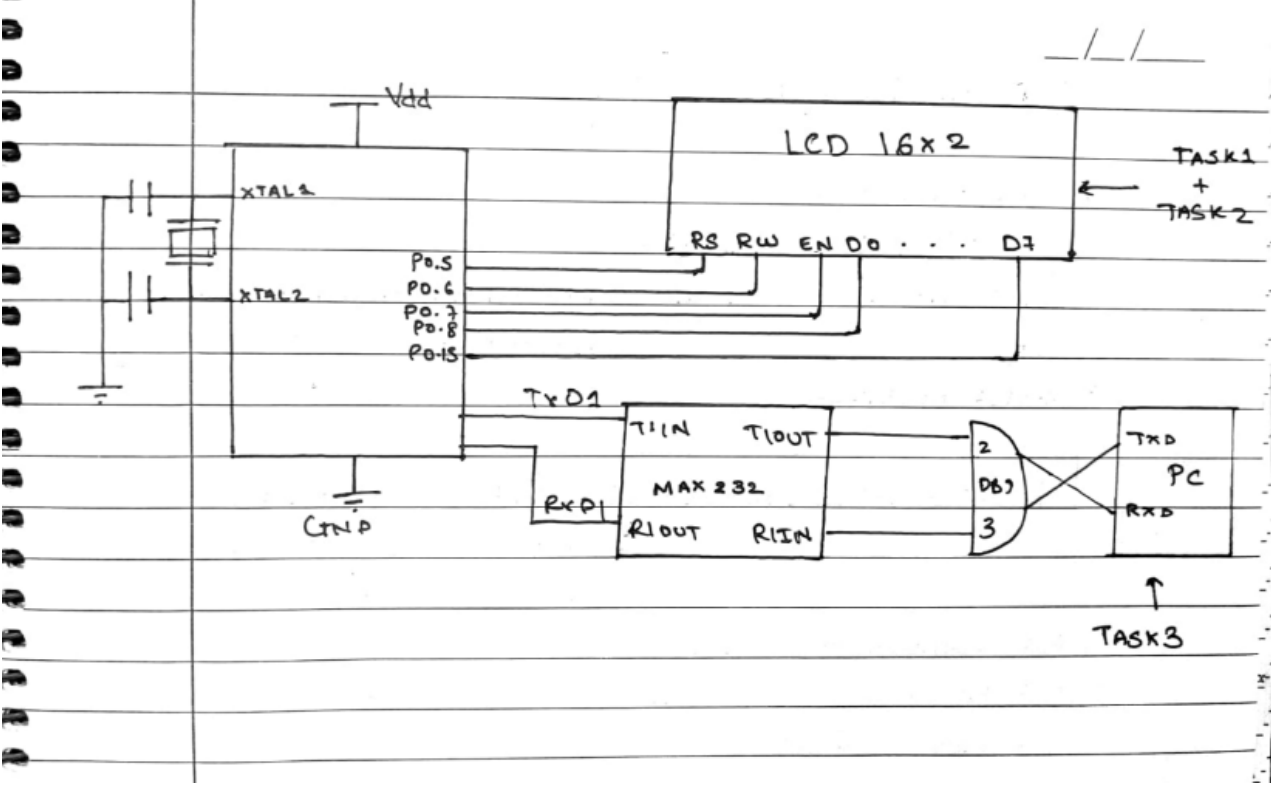 __/__/____
Vdd
LCD 16x2
TASK1
+
TASK2
XTAL1
RS RW EN D0 . . . . D7
P0.5
XTAL2
P0.6
P0.7
P0.8
P0.15
TxD1
T1IN T1OUT
2
TXD
PC
MAX 232
DB9
RXD1
RXD
GND
R1OUT R1IN
3
TASK3